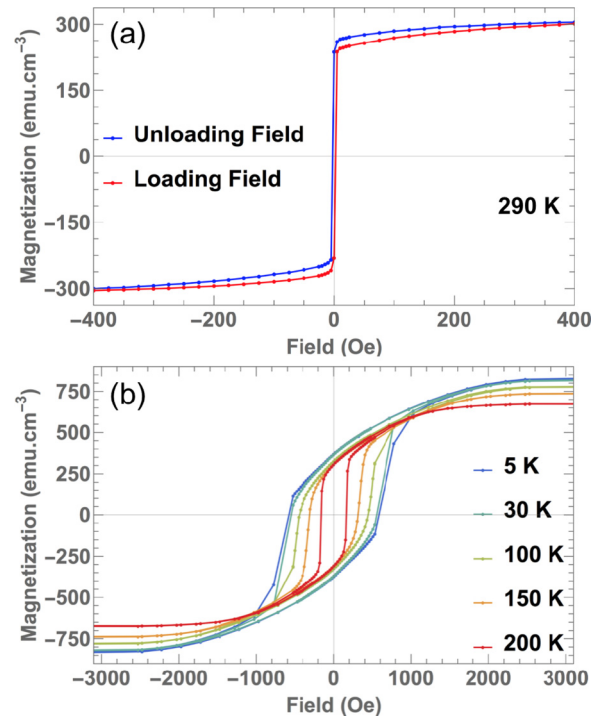 (a)
300
150
0
−150
−300
Magnetization (emu.cm⁻³)
Unloading Field
Loading Field
290 K
−400 −200 0 200 400
Field (Oe)
(b)
750
500
250
0
−250
−500
−750
Magnetization (emu.cm⁻³)
5 K
30 K
100 K
150 K
200 K
−3000 −2000 −1000 0 1000 2000 3000
Field (Oe)